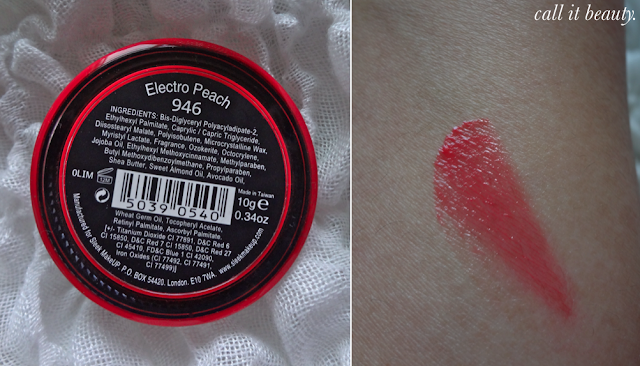 call it beauty.
Electro Peach
946
INGREDIENTS: Bis-Diglyceryl Polyacyladipate-2,
Ethylhexyl Palmitate, Caprylic / Capric Triglyceride,
Diisostearyl Malate, Polyisobutene, Microcrystalline Wax,
Myristyl Lactate, Fragrance, Ozokerite, Octocrylene,
Jojoba Oil, Ethylhexyl Methoxycinnamate, Methylparaben,
Butyl Methoxydibenzoylmethane, Propylparaben,
Shea Butter, Sweet Almond Oil, Avocado Oil,
0LIM
12M
5039 0540
Made in Taiwan
10g e
0.34oz
Wheat Germ Oil, Tocopheryl Acetate,
Retinyl Palmitate, Ascorbyl Palmitate,
[+/- Titanium Dioxide CI 77891, D&C Red 6
CI 15850, D&C Red 7 CI 15850, D&C Red 27
CI 45410, FD&C Blue 1 CI 42090,
Iron Oxides (CI 77492, CI 77491,
CI 77499)]
Manufactured for Sleek MakeUP, P.O. BOX 54420. London. E10 7WA. www.sleekmakeup.com